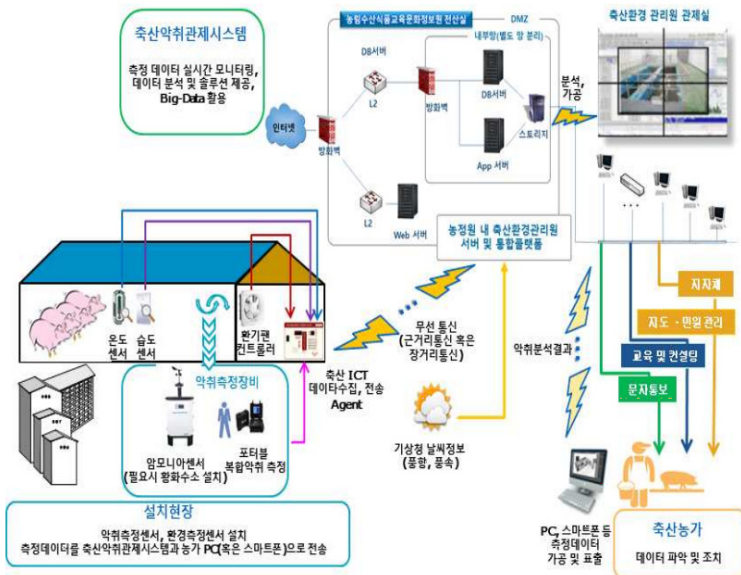 축산악취관제시스템
측정 데이터 실시간 모니터링,
데이터 분석 및 솔루션 제공,
Big-Data 활용
농림수산식품교육문화정보원 전산실
DMZ
내부망(별도 망 분리)
DB서버
L2
방화벽
DB서버
스토리지
App 서버
인터넷
방화벽
L2
Web 서버
분석,
가공
축산환경 관리원 관제실
농정원 내 축산환경관리원
서버 및 통합플랫폼
온도
센서
습도
센서
환기팬
컨트롤러
축산 ICT
데이타수집, 전송
Agent
무선 통신
(근거리통신 혹은
장거리통신)
악취분석결과
지자체
지도·민원관리
교육 및 컨설팅
문자통보
악취측정장비
암모니아센서
(필요시 황화수소 설치)
포터블
복합악취 측정
기상청 날씨정보
(풍향, 풍속)
설치현장
악취측정센서, 환경측정센서 설치
측정데이터를 축산악취관제시스템과 농가 PC(혹은 스마트폰)으로 전송
PC, 스마트폰 등
측정데이터
가공 및 표출
축산농가
데이터 파악 및 조치